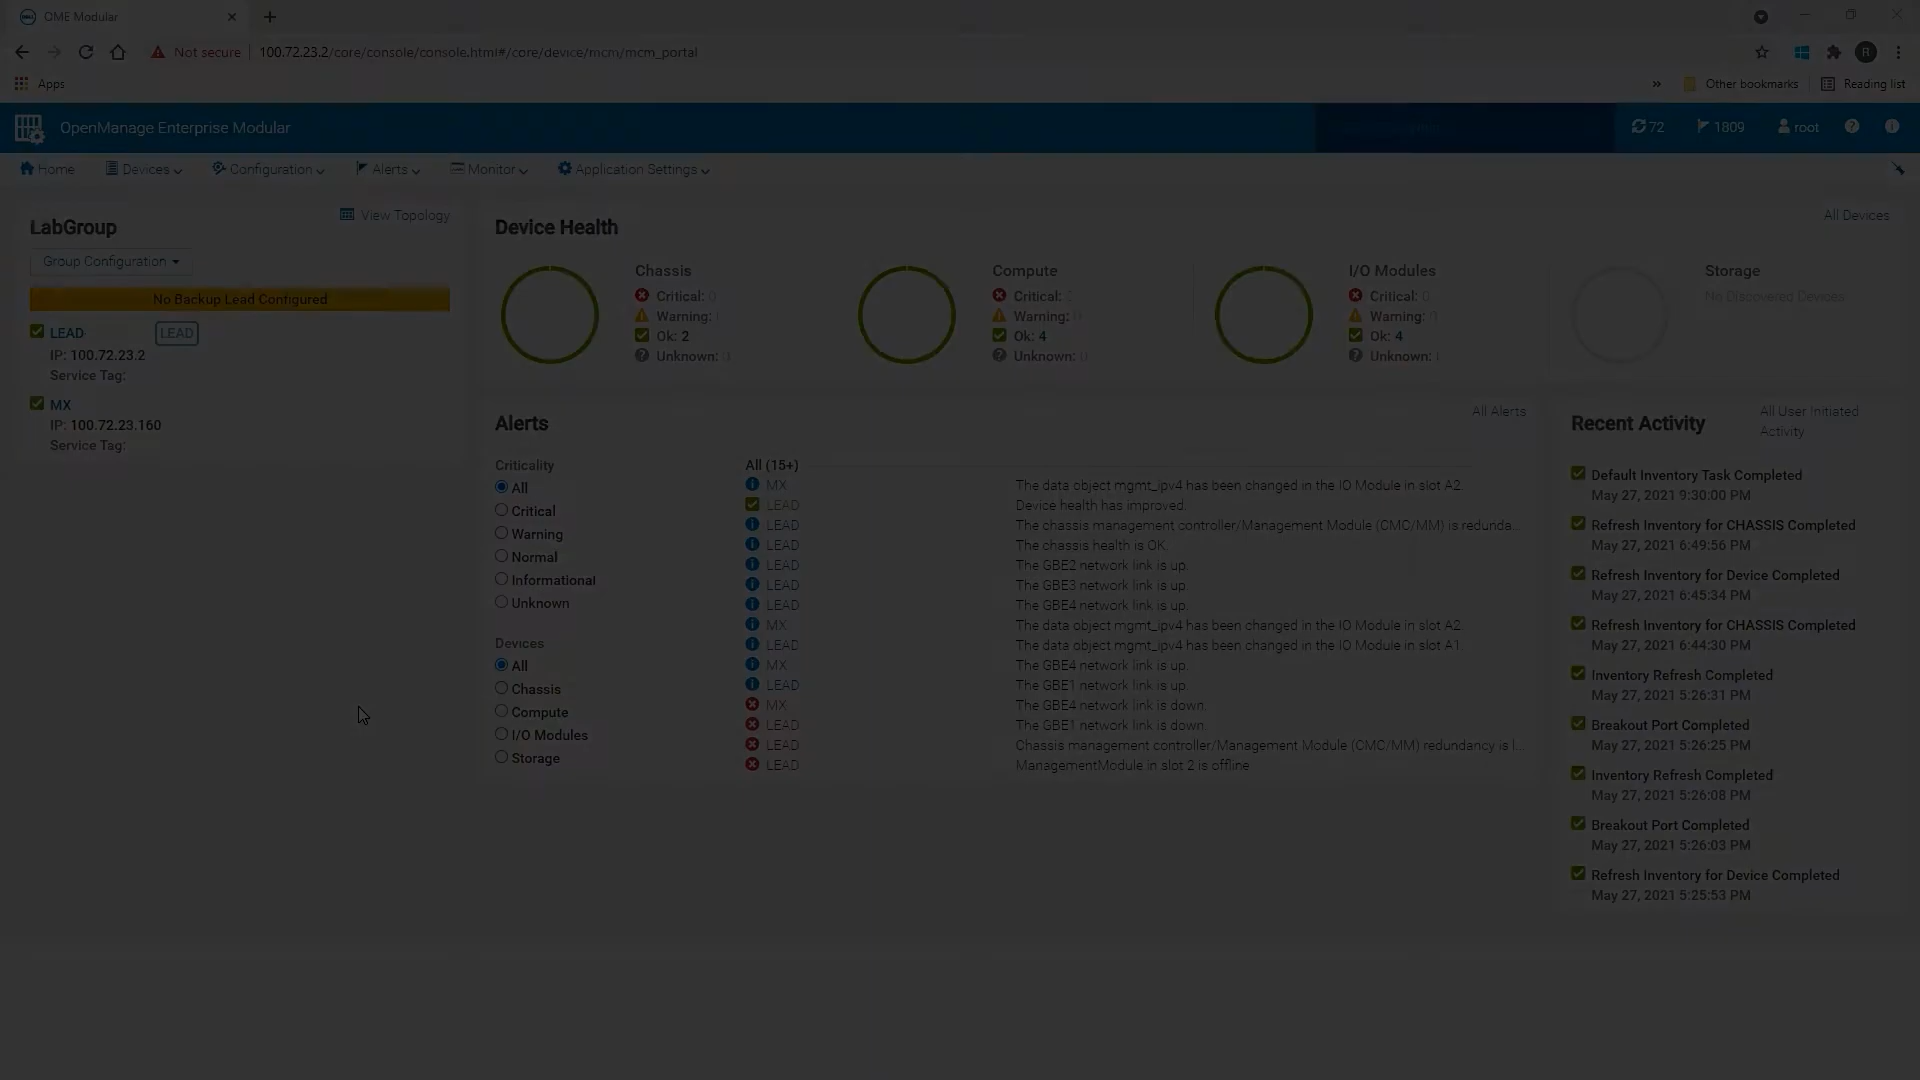 OME Modular
Not secure
100.72.23.2/core/console/console.html#/core/device/mcm/mcm_portal
R
Apps
»
Other bookmarks
Reading list
OpenManage Enterprise Modular
72
1809
root
Home
Devices
Configuration
Alerts
Monitor
Application Settings
LabGroup
View Topology
Group Configuration
No Backup Lead Configured
LEAD
LEAD
IP: 100.72.23.2
Service Tag:
MX
IP: 100.72.23.160
Service Tag:
Device Health
All Devices
Chassis
Critical: 0
Warning:
Ok: 2
Unknown: 0
Compute
Critical:
Warning: 0
Ok: 4
Unknown: 0
I/O Modules
Critical: 0
Warning: 0
Ok: 4
Unknown:
Storage
No Discovered Devices
Alerts
All Alerts
Criticality
All
Critical
Warning
Normal
Informational
Unknown
Devices
All
Chassis
Compute
I/O Modules
Storage
All (15+)
MX The data object mgmt_ipv4 has been changed in the IO Module in slot A2.
LEAD Device health has improved.
LEAD The chassis management controller/Management Module (CMC/MM) is redunda...
LEAD The chassis health is OK.
LEAD The GBE2 network link is up.
LEAD The GBE3 network link is up.
LEAD The GBE4 network link is up.
MX The data object mgmt_ipv4 has been changed in the IO Module in slot A2.
LEAD The data object mgmt_ipv4 has been changed in the IO Module in slot A1.
MX The GBE4 network link is up.
LEAD The GBE1 network link is up.
MX The GBE4 network link is down.
LEAD The GBE1 network link is down.
LEAD Chassis management controller/Management Module (CMC/MM) redundancy is l...
LEAD ManagementModule in slot 2 is offline
Recent Activity
All User Initiated
Activity
Default Inventory Task Completed
May 27, 2021 9:30:00 PM
Refresh Inventory for CHASSIS Completed
May 27, 2021 6:49:56 PM
Refresh Inventory for Device Completed
May 27, 2021 6:45:34 PM
Refresh Inventory for CHASSIS Completed
May 27, 2021 6:44:30 PM
Inventory Refresh Completed
May 27, 2021 5:26:31 PM
Breakout Port Completed
May 27, 2021 5:26:25 PM
Inventory Refresh Completed
May 27, 2021 5:26:08 PM
Breakout Port Completed
May 27, 2021 5:26:03 PM
Refresh Inventory for Device Completed
May 27, 2021 5:25:53 PM